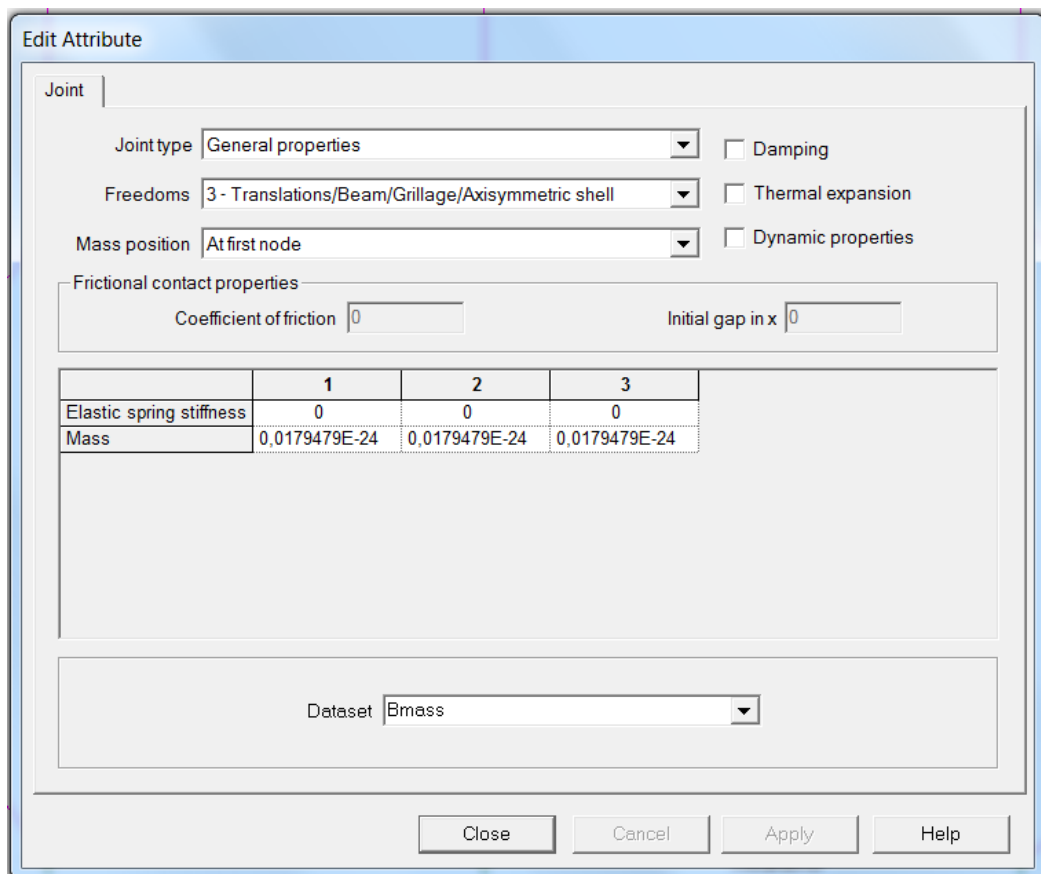 Edit Attribute
Joint
Joint type General properties Damping
Freedoms 3 - Translations/Beam/Grillage/Axisymmetric shell Thermal expansion
Mass position At first node Dynamic properties
Frictional contact properties
Coefficient of friction 0 Initial gap in x 0
1 2 3
Elastic spring stiffness 0 0 0
Mass 0,0179479E-24 0,0179479E-24 0,0179479E-24
Dataset Bmass
Close Cancel Apply Help